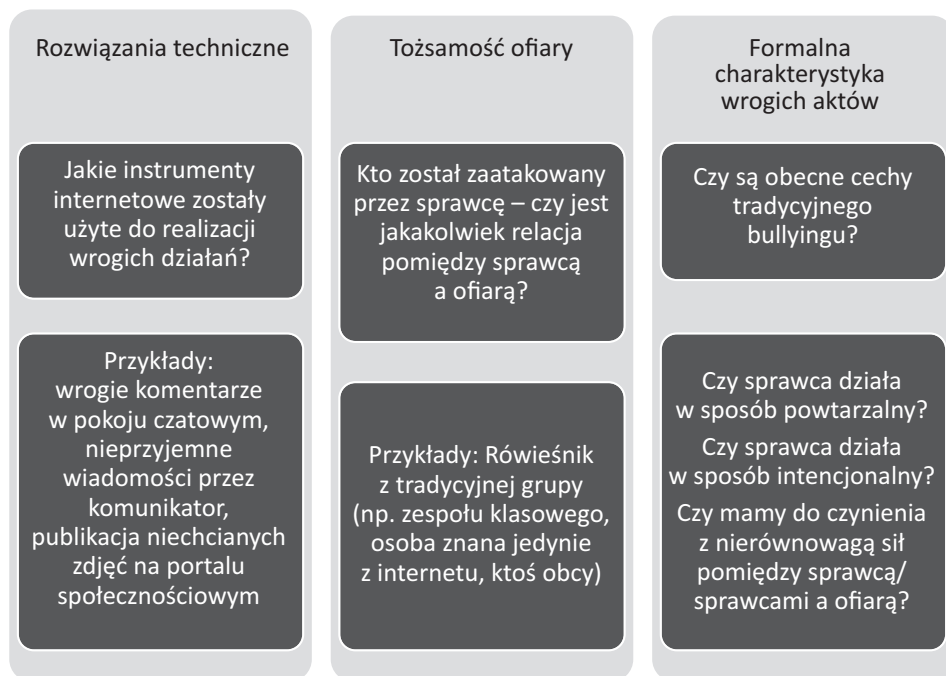 Rozwiązania techniczne
Jakie instrumenty
internetowe zostały
użyte do realizacji
wrogich działań?
Przykłady:
wrogie komentarze
w pokoju czatowym,
nieprzyjemne
wiadomości przez
komunikator,
publikacja niechcianych
zdjęć na portalu
społecznościowym
Tożsamość ofiary
Kto został zaatakowany
przez sprawcę – czy jest
jakakolwiek relacja
pomiędzy sprawcą
a ofiarą?
Przykłady: Rówieśnik
z tradycyjnej grupy
(np. zespołu klasowego,
osoba znana jedynie
z internetu, ktoś obcy)
Formalna
charakterystyka
wrogich aktów
Czy są obecne cechy
tradycyjnego
bullyingu?
Czy sprawca działa
w sposób powtarzalny?
Czy sprawca działa
w sposób intencjonalny?
Czy mamy do czynienia
z nierównowagą sił
pomiędzy sprawcą/
sprawcami a ofiarą?